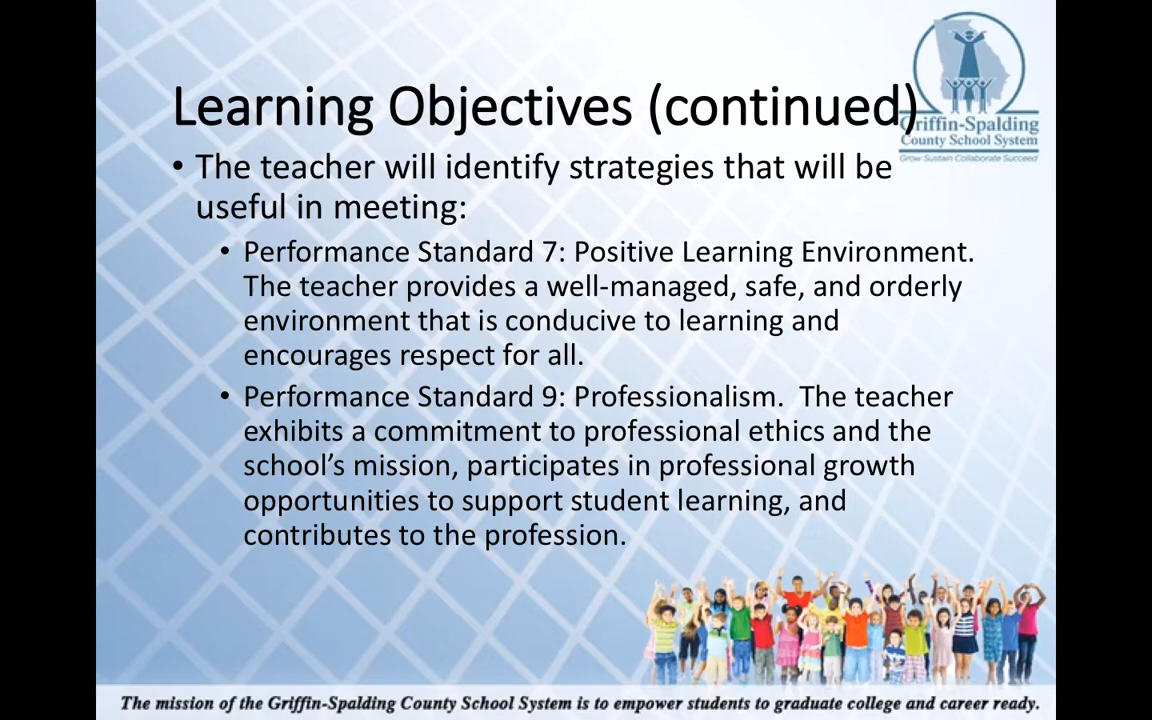 Learning Objectives (continued)
Griffin-Spalding
County School System
Grow Sustain Collaborate Succeed
• The teacher will identify strategies that will be
useful in meeting:
• Performance Standard 7: Positive Learning Environment.
The teacher provides a well-managed, safe, and orderly
environment that is conducive to learning and
encourages respect for all.
• Performance Standard 9: Professionalism.  The teacher
exhibits a commitment to professional ethics and the
school’s mission, participates in professional growth
opportunities to support student learning, and
contributes to the profession.
The mission of the Griffin-Spalding County School System is to empower students to graduate college and career ready.